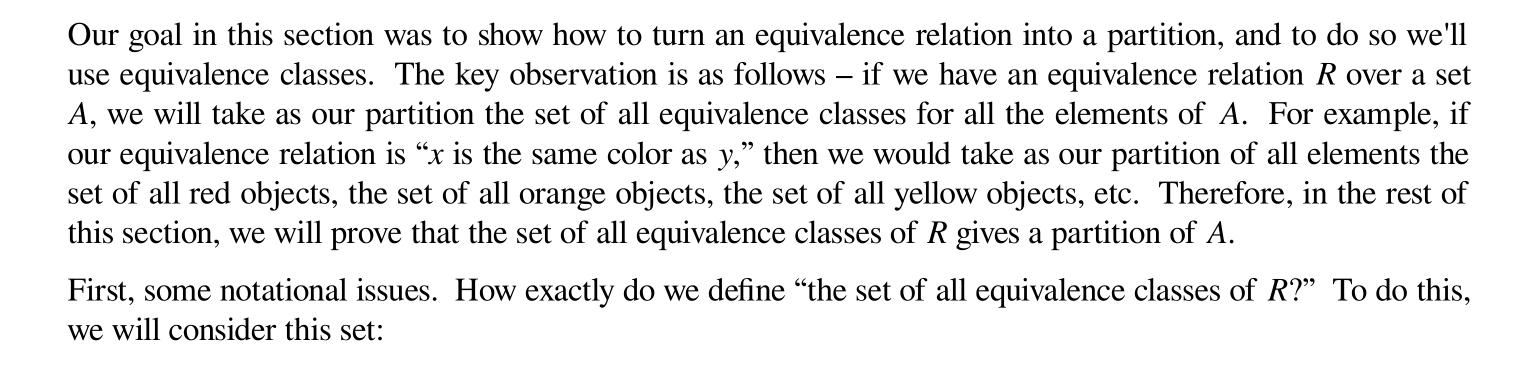 Our goal in this section was to show how to turn an equivalence relation into a partition, and to do so we'll
use equivalence classes.  The key observation is as follows – if we have an equivalence relation R over a set
A, we will take as our partition the set of all equivalence classes for all the elements of A.  For example, if
our equivalence relation is “x is the same color as y,” then we would take as our partition of all elements the
set of all red objects, the set of all orange objects, the set of all yellow objects, etc.  Therefore, in the rest of
this section, we will prove that the set of all equivalence classes of R gives a partition of A.
First, some notational issues.  How exactly do we define “the set of all equivalence classes of R?”  To do this,
we will consider this set: